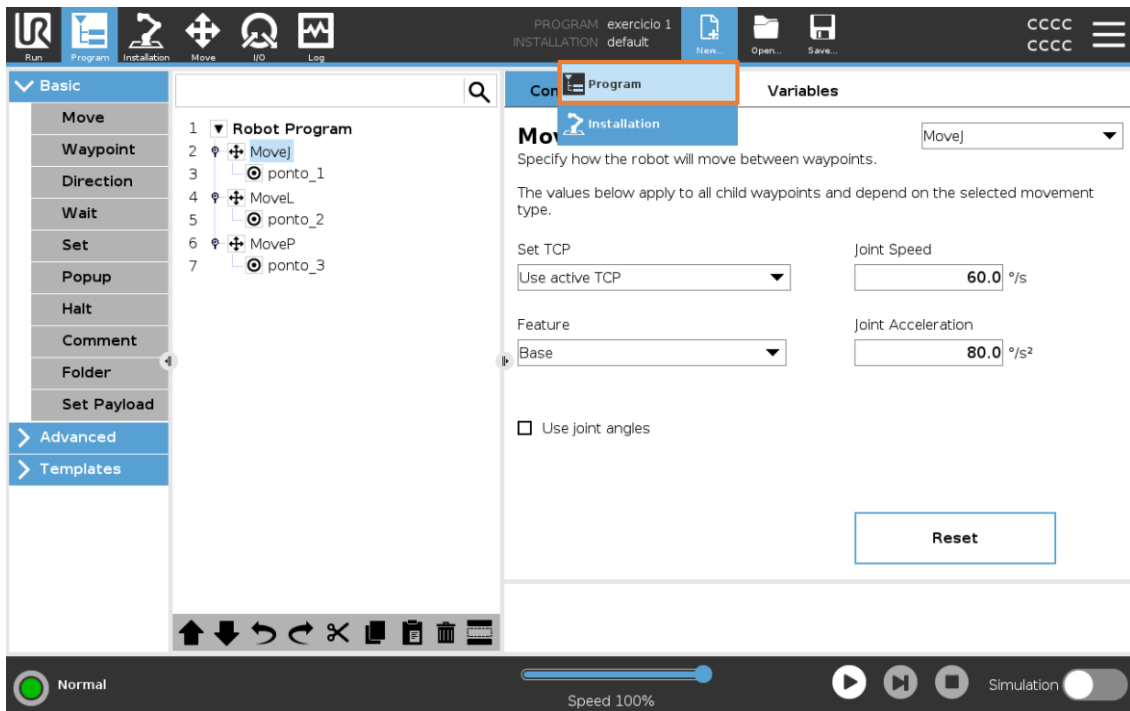 PROGRAM exercicio 1
INSTALLATION default
CCCC
CCCC
Run Program Installation Move I/O Log New... Open... Save...
Program
Installation
Basic
Move
Waypoint
Direction
Wait
Set
Popup
Halt
Comment
Folder
Set Payload
Advanced
Templates
1 Robot Program
2 MoveJ
3 ponto_1
4 MoveL
5 ponto_2
6 MoveP
7 ponto_3
Variables
MoveJ
Specify how the robot will move between waypoints.
The values below apply to all child waypoints and depend on the selected movement
type.
Set TCP Joint Speed
Use active TCP 60.0 °/s
Feature Joint Acceleration
Base 80.0 °/s²
Use joint angles
Reset
Normal
Speed 100%
Simulation